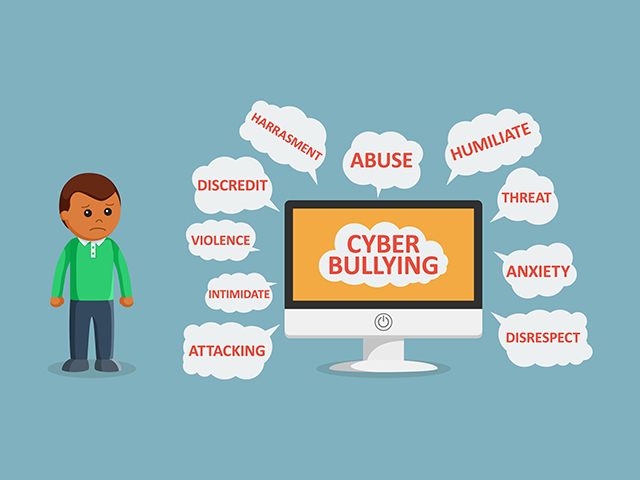 HARRASMENT
ABUSE
HUMILIATE
DISCREDIT
THREAT
VIOLENCE
CYBER
BULLYING
ANXIETY
INTIMIDATE
ATTACKING
DISRESPECT